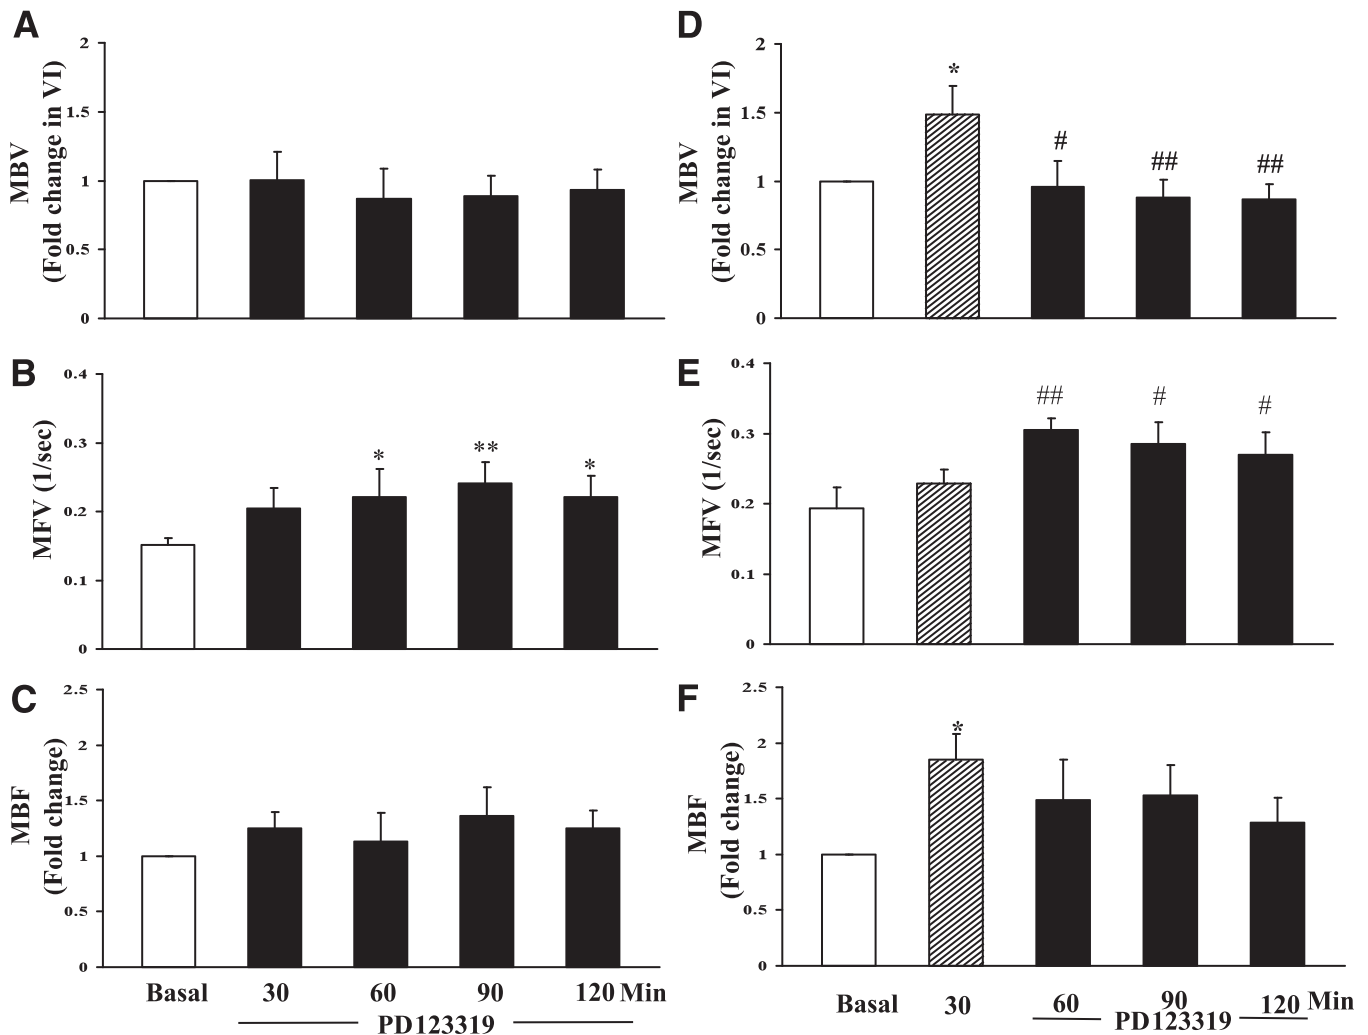 A
MBV
(Fold change in VI)
2
1.5
1
0.5
0
D
MBV
(Fold change in VI)
2
1.5
1
0.5
0
*
#
##
##
B
MFV (1/sec)
0.4
0.3
0.2
0.1
0
*
**
*
E
MFV (1/sec)
0.4
0.3
0.2
0.1
0
##
#
#
C
MBF
(Fold change)
2.5
2
1.5
1
0.5
0
Basal 30 60 90 120 Min
PD123319
F
MBF
(Fold change)
2.5
2
1.5
1
0.5
0
*
Basal 30 60 90 120 Min
PD123319